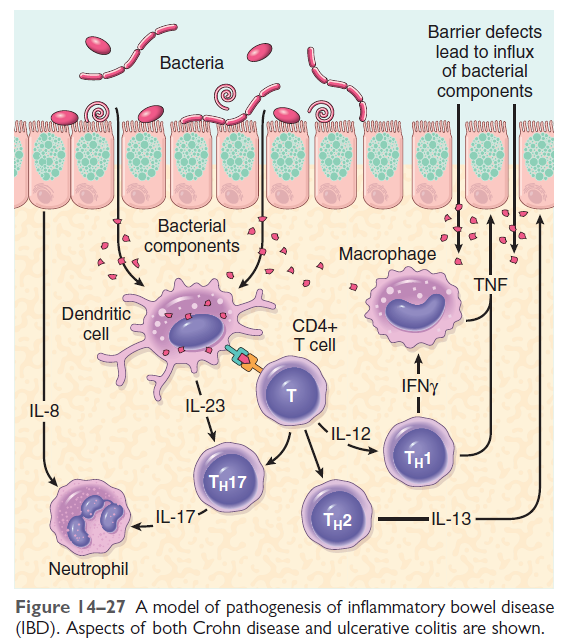 Bacteria
Barrier defects
lead to influx
of bacterial
components
Bacterial
components
Macrophage
TNF
Dendritic
cell
CD4+
T cell
T
IFNγ
IL-8
IL-23
IL-12
TH1
TH17
IL-17
TH2
IL-13
Neutrophil
Figure 14–27 A model of pathogenesis of inflammatory bowel disease
(IBD). Aspects of both Crohn disease and ulcerative colitis are shown.